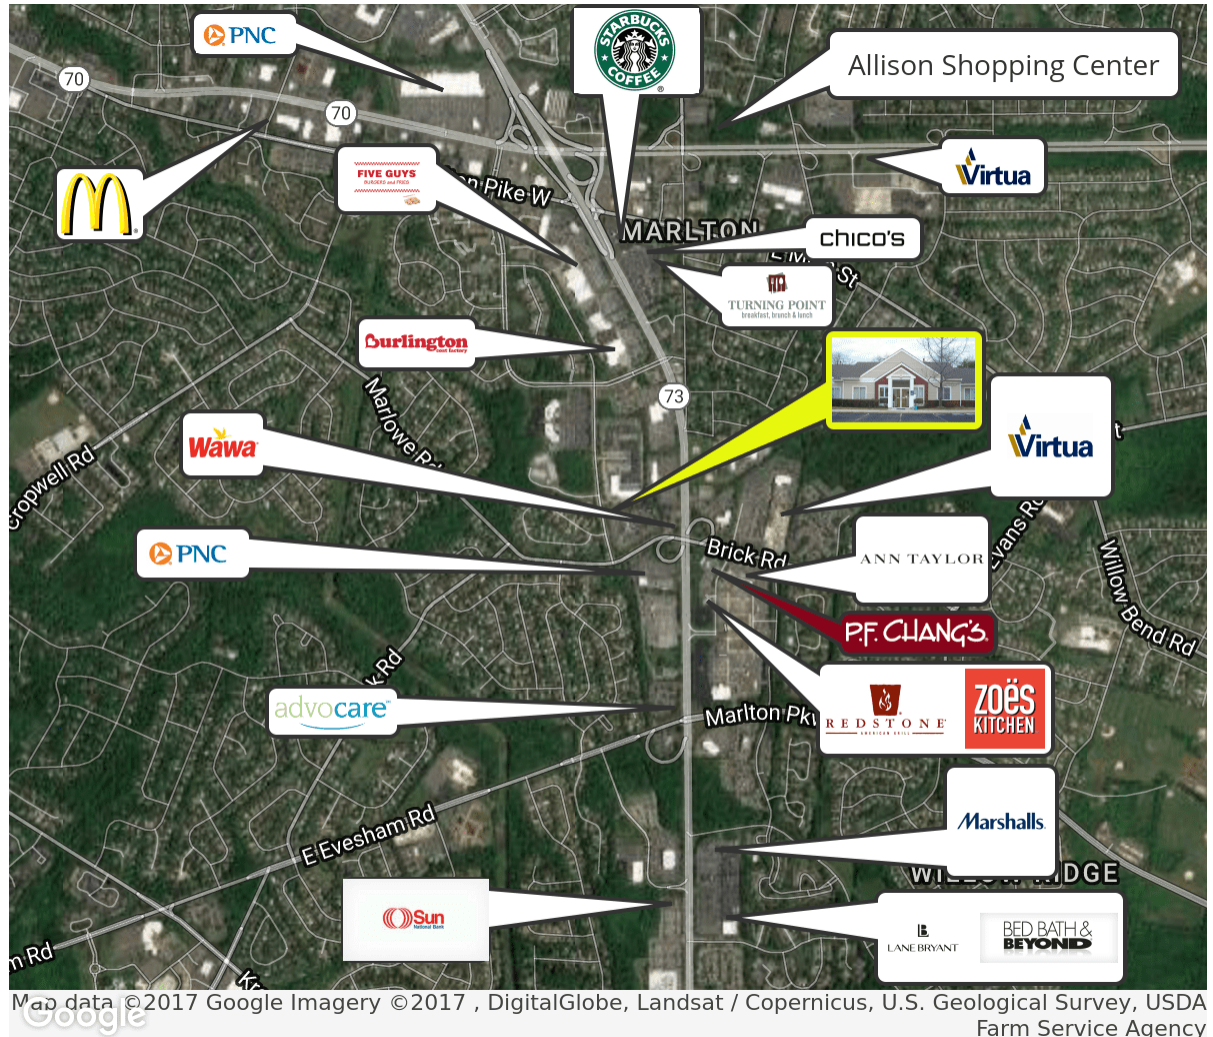 PNC
STARBUCKS
COFFEE
®
Allison Shopping Center
70
70
Virtua
FIVE GUYS
BURGERS and FRIES
Pike W
MARLTON
chico's
E M St
TURNING POINT
breakfast, brunch & lunch
Burlington
coat factory
73
Marlowe Rd
Wawa
Virtua
Cropwell Rd
PNC
Brick Rd
ANN TAYLOR
Evans Rd
Willow Bend Rd
P.F. CHANG'S
advocare
REDSTONE
AMERICAN GRILL
ZOËS
KITCHEN
Marlton Pkw
Marshalls
E Evesham Rd
Sun
National Bank
LANE BRYANT
BED BATH &
BEYOND
m Rd
Map data ©2017 Google Imagery ©2017 , DigitalGlobe, Landsat / Copernicus, U.S. Geological Survey, USDA
Farm Service Agency
Google